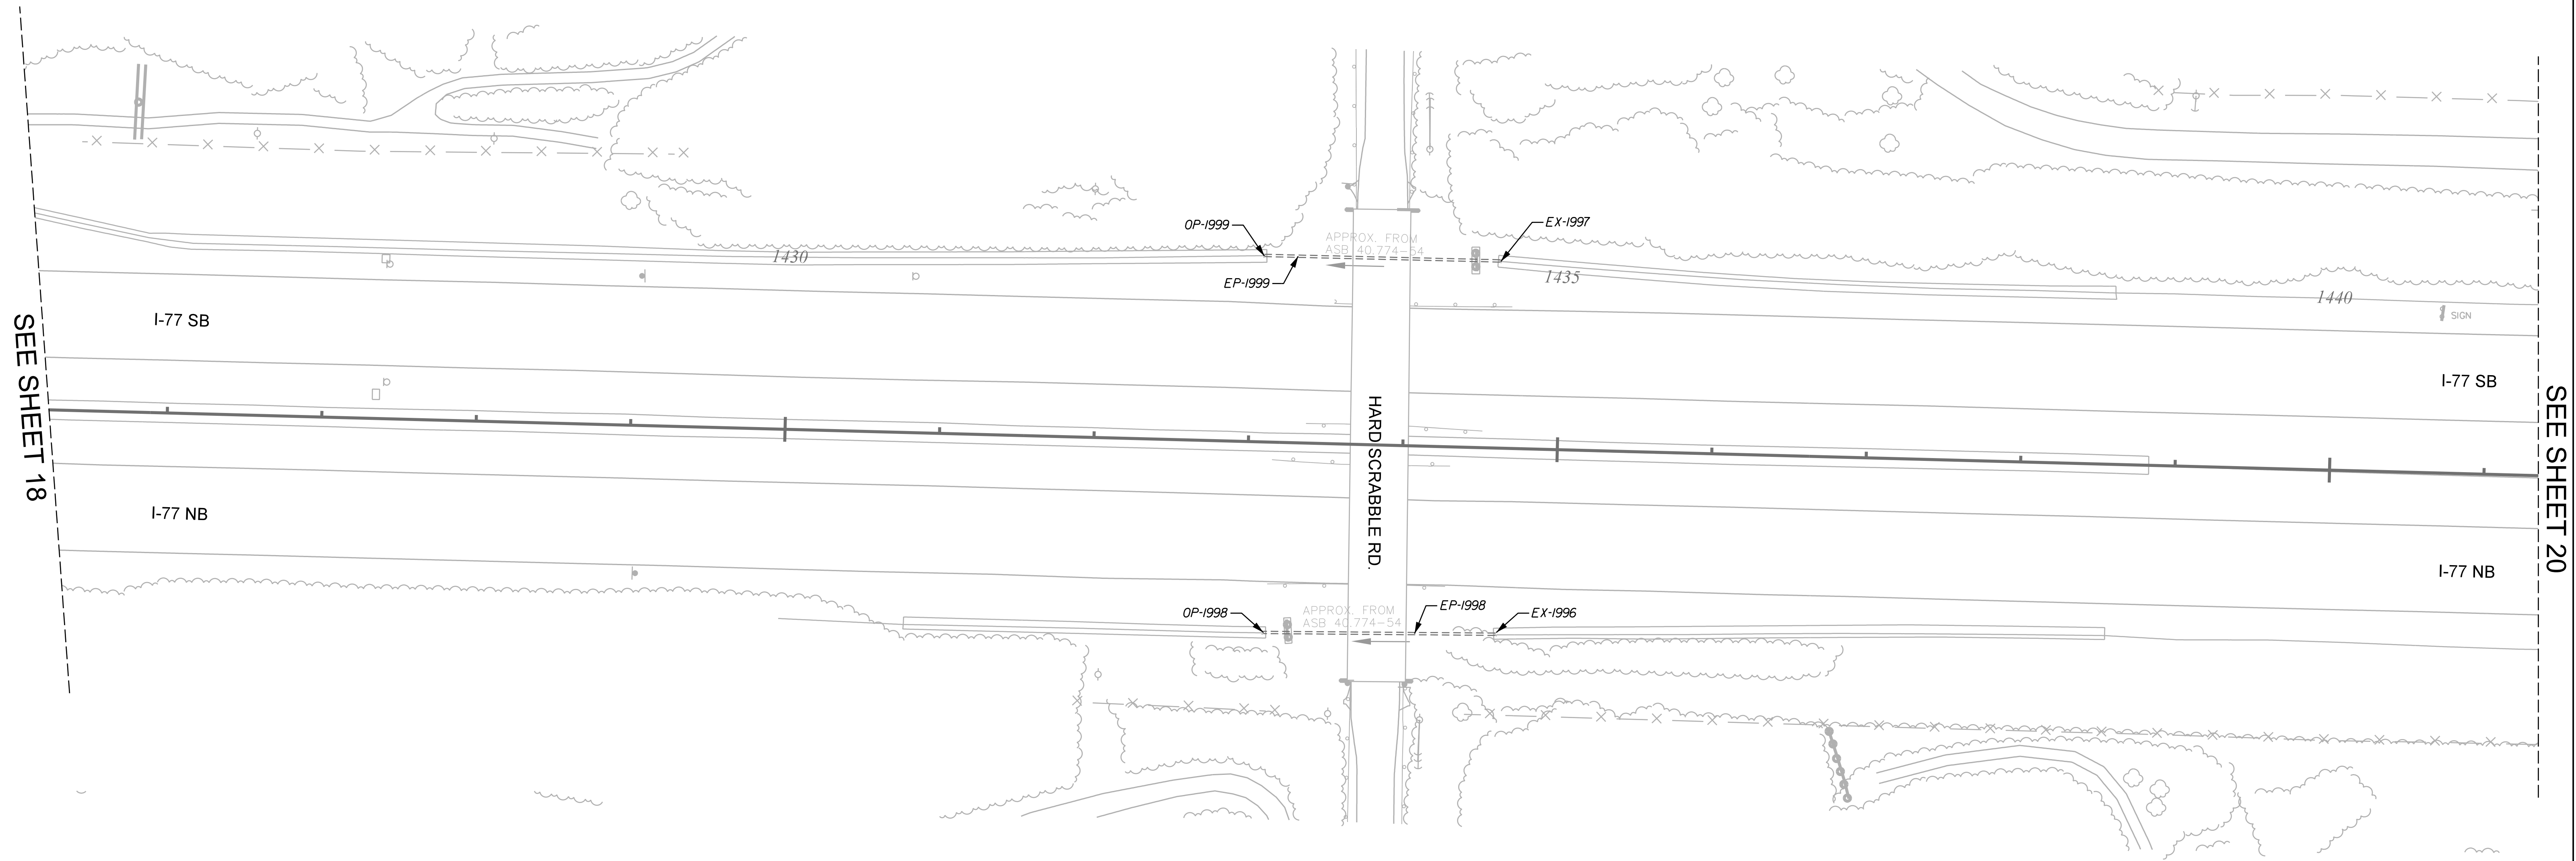 OP-1999
EX-1997
APPROX. FROM
ASB 40.774-54
1430
EP-1999
1435
1440
SIGN
I-77 SB
I-77 SB
SEE SHEET 18
HARD SCRABBLE RD.
SEE SHEET 20
I-77 NB
I-77 NB
OP-1998
APPROX. FROM
ASB 40.774-54
EP-1998
EX-1996